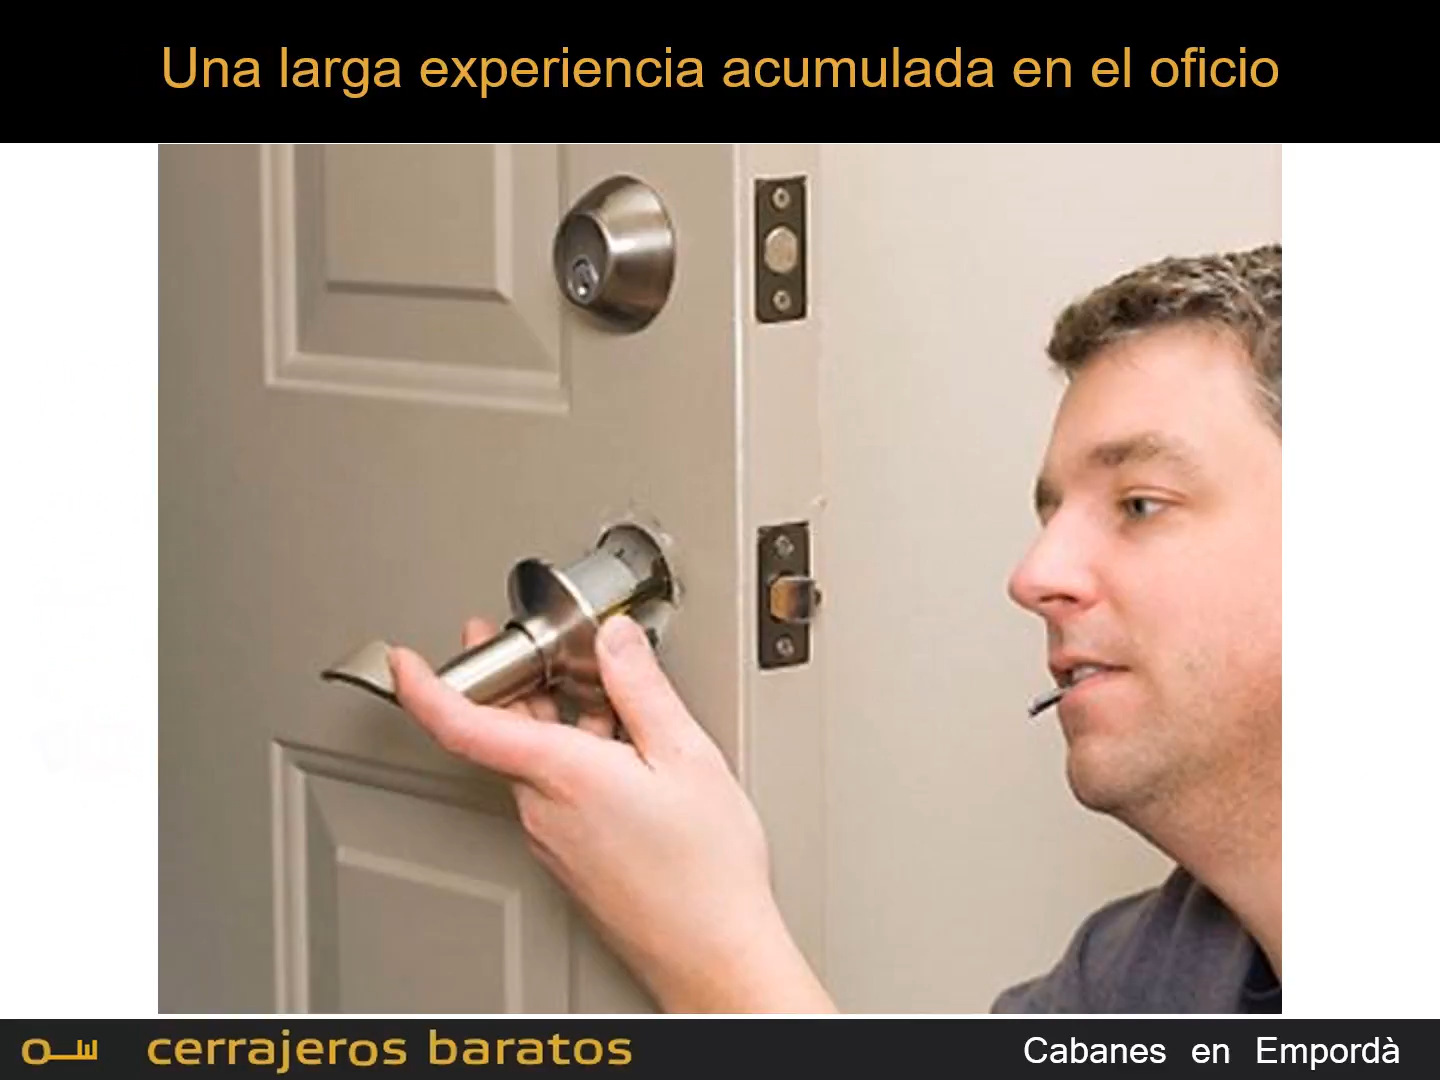 Una larga experiencia acumulada en el oficio
cerrajeros baratos
Cabanes en Empordà